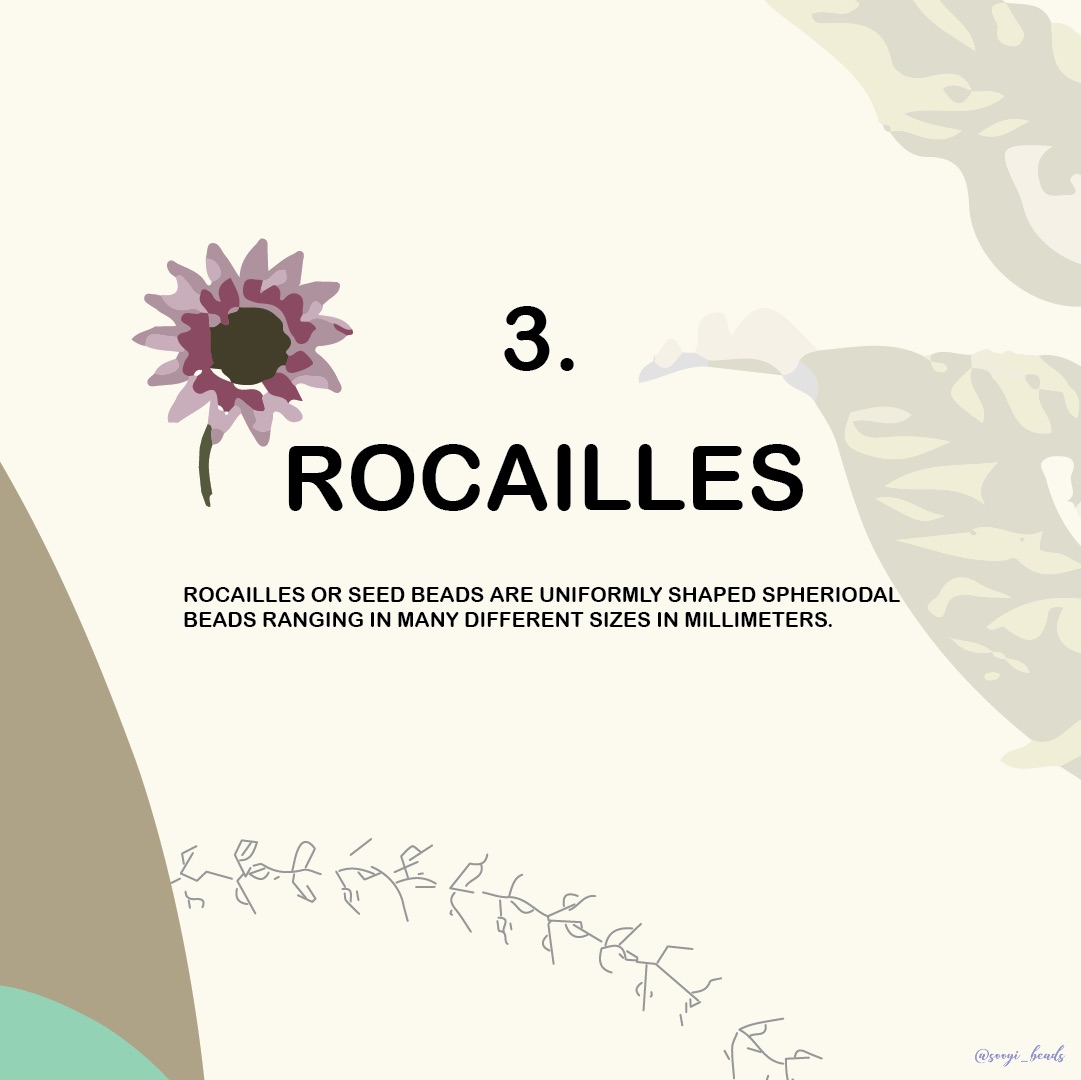 3.
ROCAILLES
ROCAILLES OR SEED BEADS ARE UNIFORMLY SHAPED SPHERIODAL
BEADS RANGING IN MANY DIFFERENT SIZES IN MILLIMETERS.
@sooyi_beads